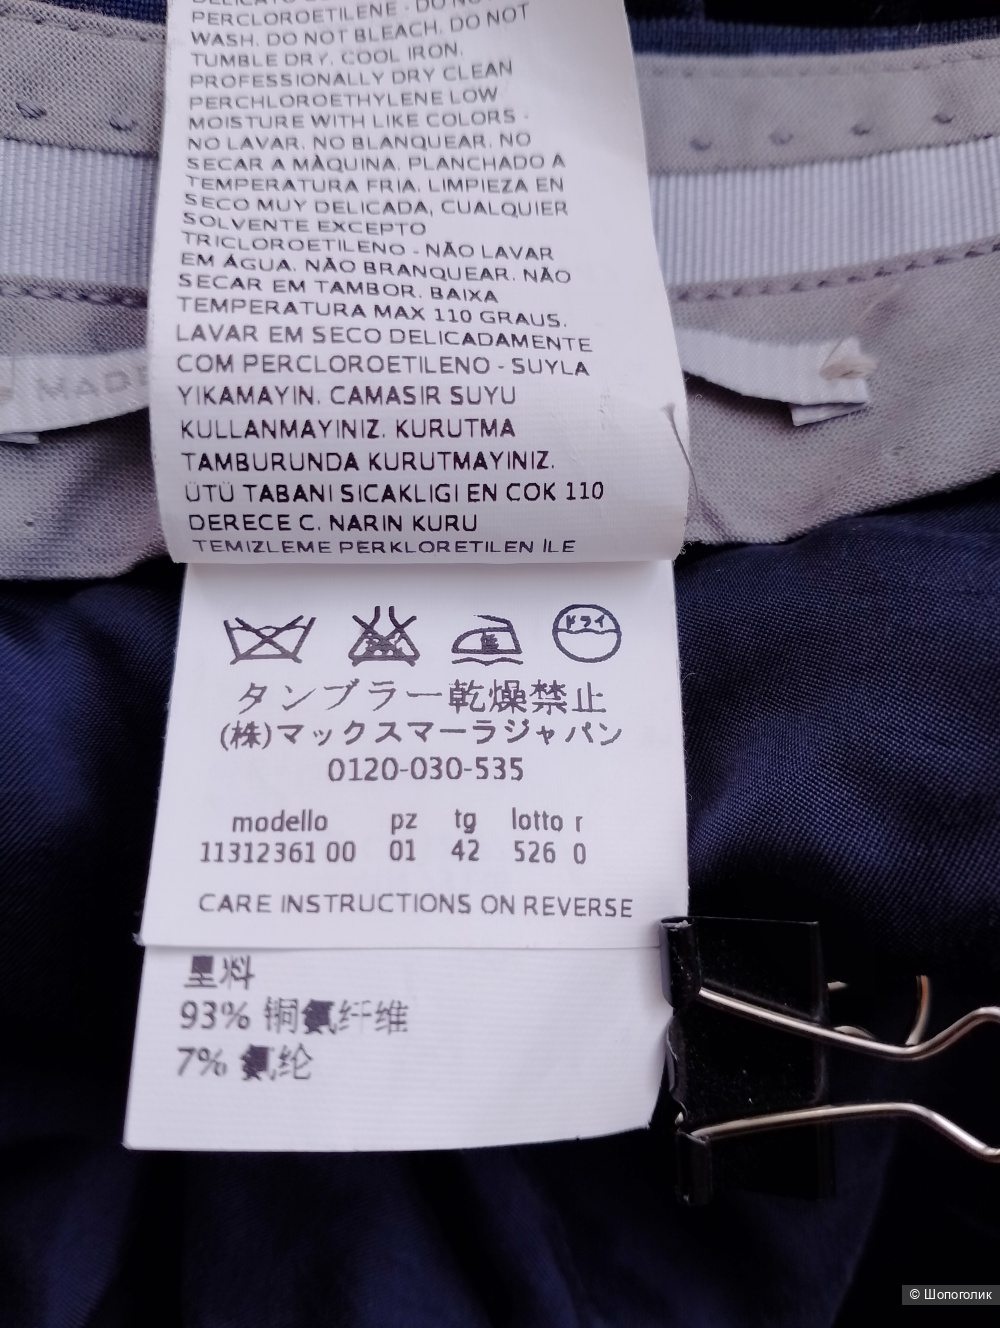 PERCLOROETILENE - DO NOT
WASH. DO NOT BLEACH. DO NOT
TUMBLE DRY. COOL IRON.
PROFESSIONALLY DRY CLEAN
PERCHLOROETHYLENE LOW
MOISTURE WITH LIKE COLORS -
NO LAVAR. NO BLANQUEAR. NO
SECAR A MÀQUINA. PLANCHADO A
TEMPERATURA FRIA. LIMPIEZA EN
SECO MUY DELICADA, CUALQUIER
SOLVENTE EXCEPTO
TRICLOROETILENO - NÃO LAVAR
EM ÁGUA. NÃO BRANQUEAR. NÃO
SECAR EM TAMBOR. BAIXA
TEMPERATURA MAX 110 GRAUS.
LAVAR EM SECO DELICADAMENTE
COM PERCLOROETILENO - SUYLA
YIKAMAYIN. CAMASIR SUYU
KULLANMAYINIZ. KURUTMA
TAMBURUNDA KURUTMAYINIZ.
ÜTÜ TABANI SICAKLIGI EN COK 110
DERECE C. NARIN KURU
TEMIZLEME PERKLORETILEN ILE
MADE
ドライ
タンブラー乾燥禁止
(株)マックスマーラジャパン
0120-030-535
modello pz tg lotto r
11312361 00 01 42 526 0
CARE INSTRUCTIONS ON REVERSE
里料
93% 铜氨纤维
7% 氨纶
© Шопоголик